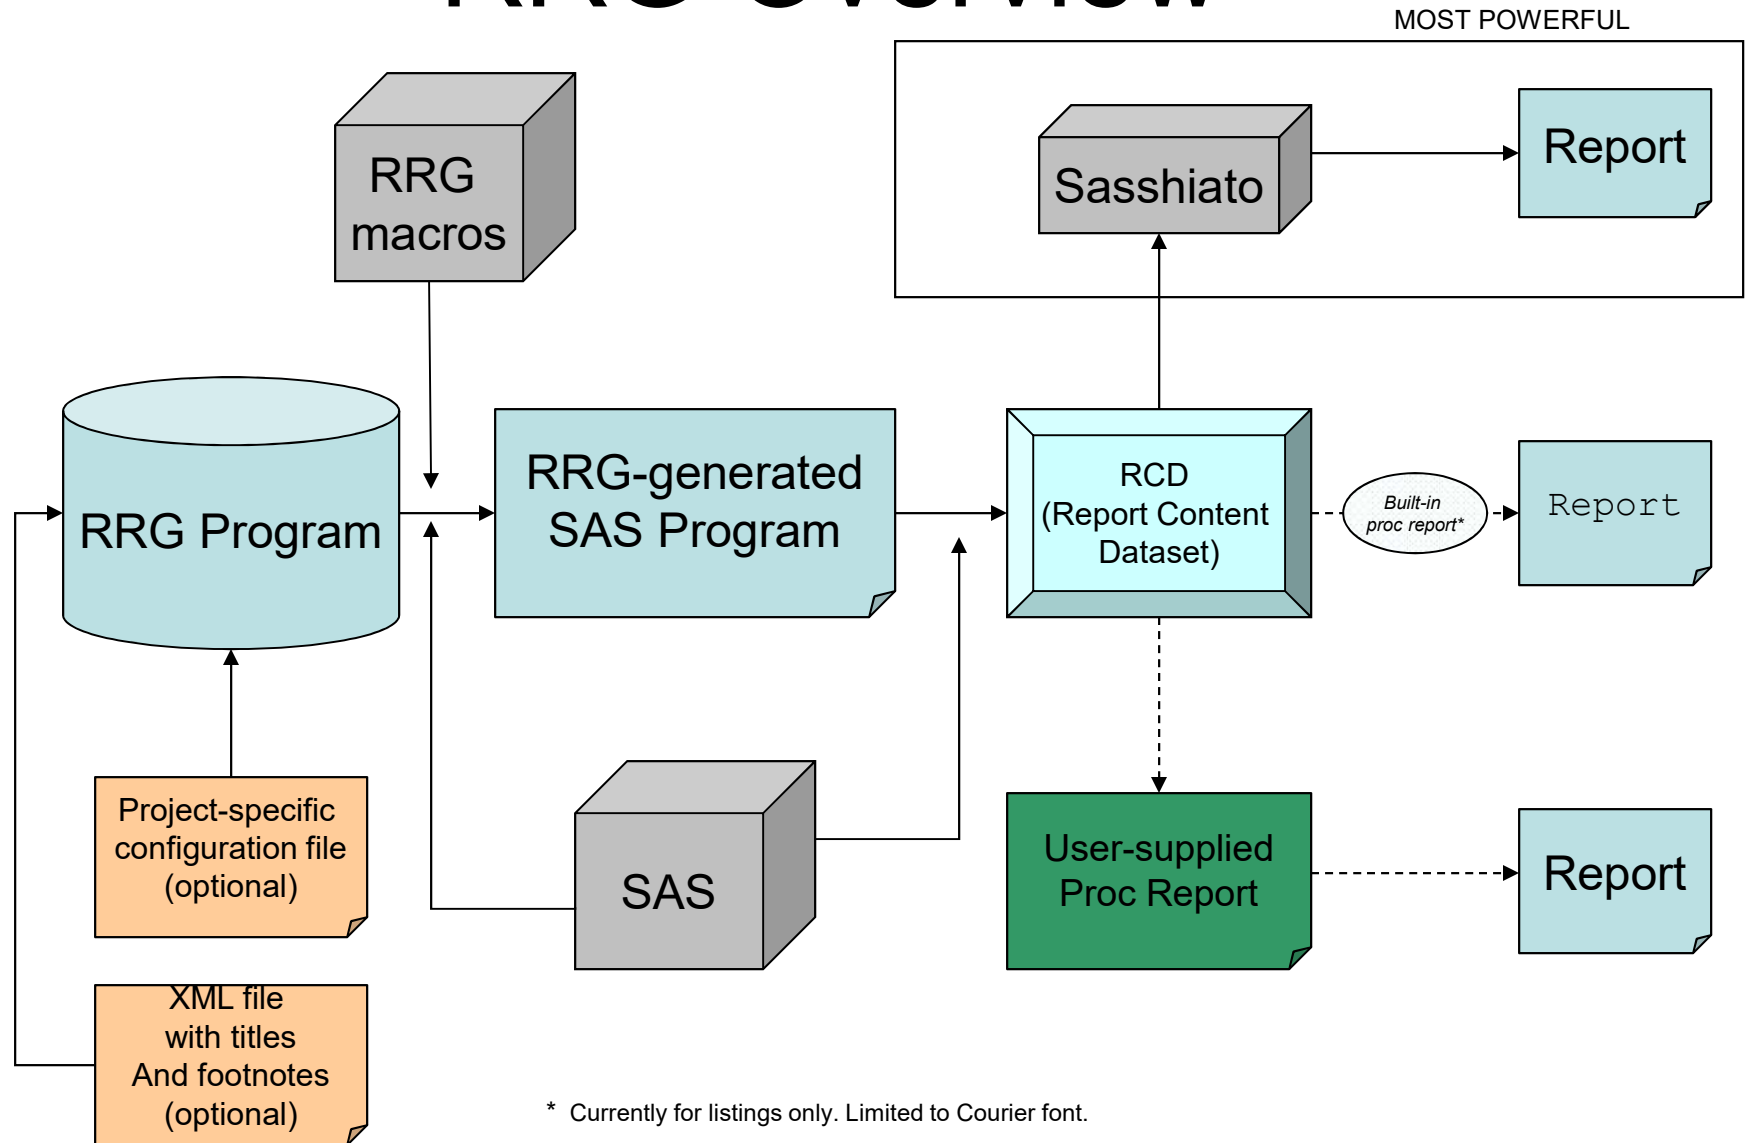 RRG Overview
MOST POWERFUL
RRG
macros
Sasshiato
Report
RRG Program
RRG-generated
SAS Program
RCD
(Report Content
Dataset)
Built-in
proc report*
Report
Project-specific
configuration file
(optional)
SAS
User-supplied
Proc Report
Report
XML file
with titles
And footnotes
(optional)
* Currently for listings only. Limited to Courier font.